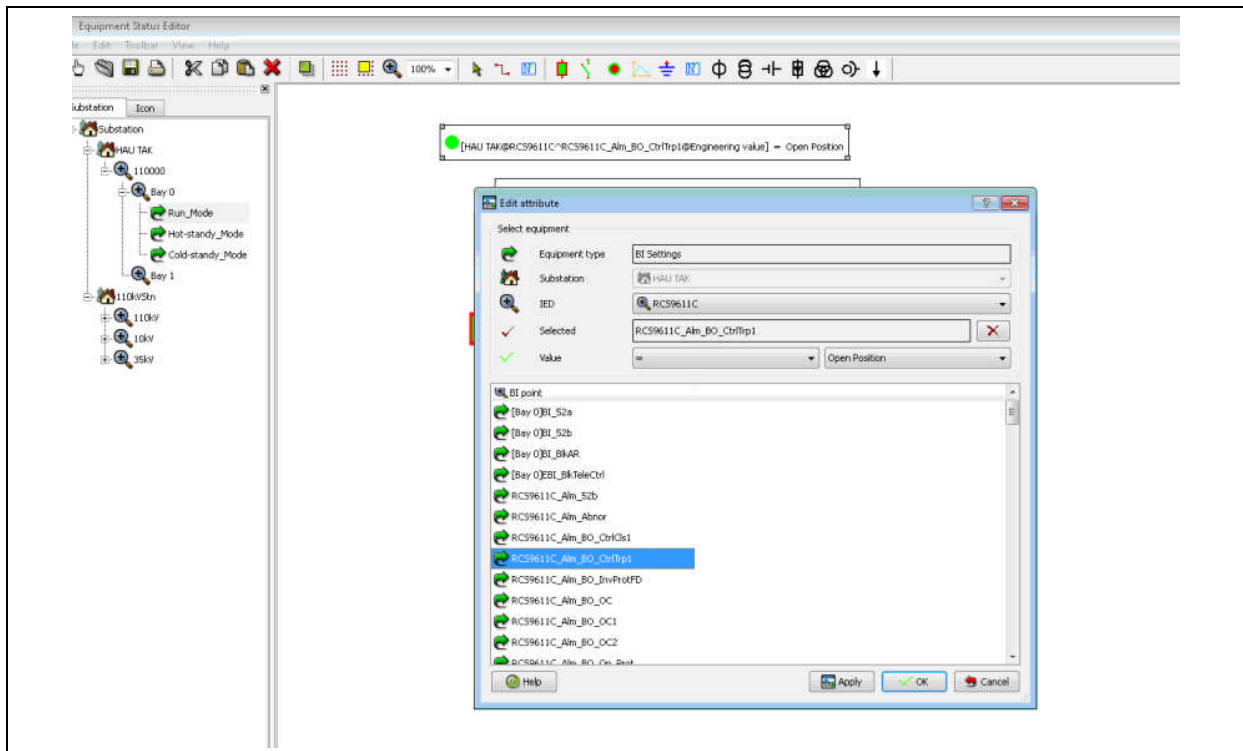 Equipment Status Editor
le Edit Toolbar View Help
100%
Substation Icon
Substation
HAU TAK
110000
Bay 0
Run_Mode
Hot-standy_Mode
Cold-standy_Mode
Bay 1
110kVStn
110kV
10kV
35kV
[HAU TAK@RCS9611C^RCS9611C_Alm_BO_CtrlTrp1@Engineering value] = Open Position
Edit attribute
Select equipment
Equipment type BI Settings
Substation HAU TAK
IED RCS9611C
Selected RCS9611C_Alm_BO_CtrlTrp1
Value = Open Position
BI point
[Bay 0]BI_52a
[Bay 0]BI_52b
[Bay 0]BI_BlkAR
[Bay 0]EBI_BlkTeleCtrl
RCS9611C_Alm_52b
RCS9611C_Alm_Abnor
RCS9611C_Alm_BO_CtrlCls1
RCS9611C_Alm_BO_CtrlTrp1
RCS9611C_Alm_BO_InvProtFD
RCS9611C_Alm_BO_OC
RCS9611C_Alm_BO_OC1
RCS9611C_Alm_BO_OC2
RCS9611C_Alm_BO_Op_Prot
Help Apply OK Cancel